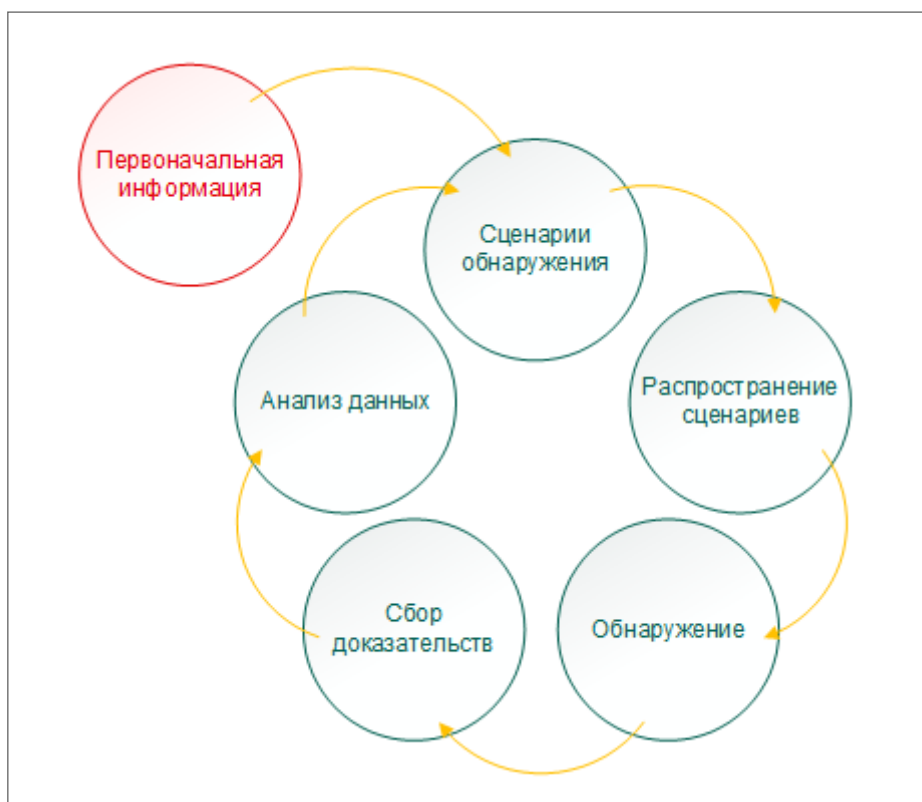 Первоначальная
информация
Сценарии
обнаружения
Распространение
сценариев
Анализ данных
Сбор
доказательств
Обнаружение